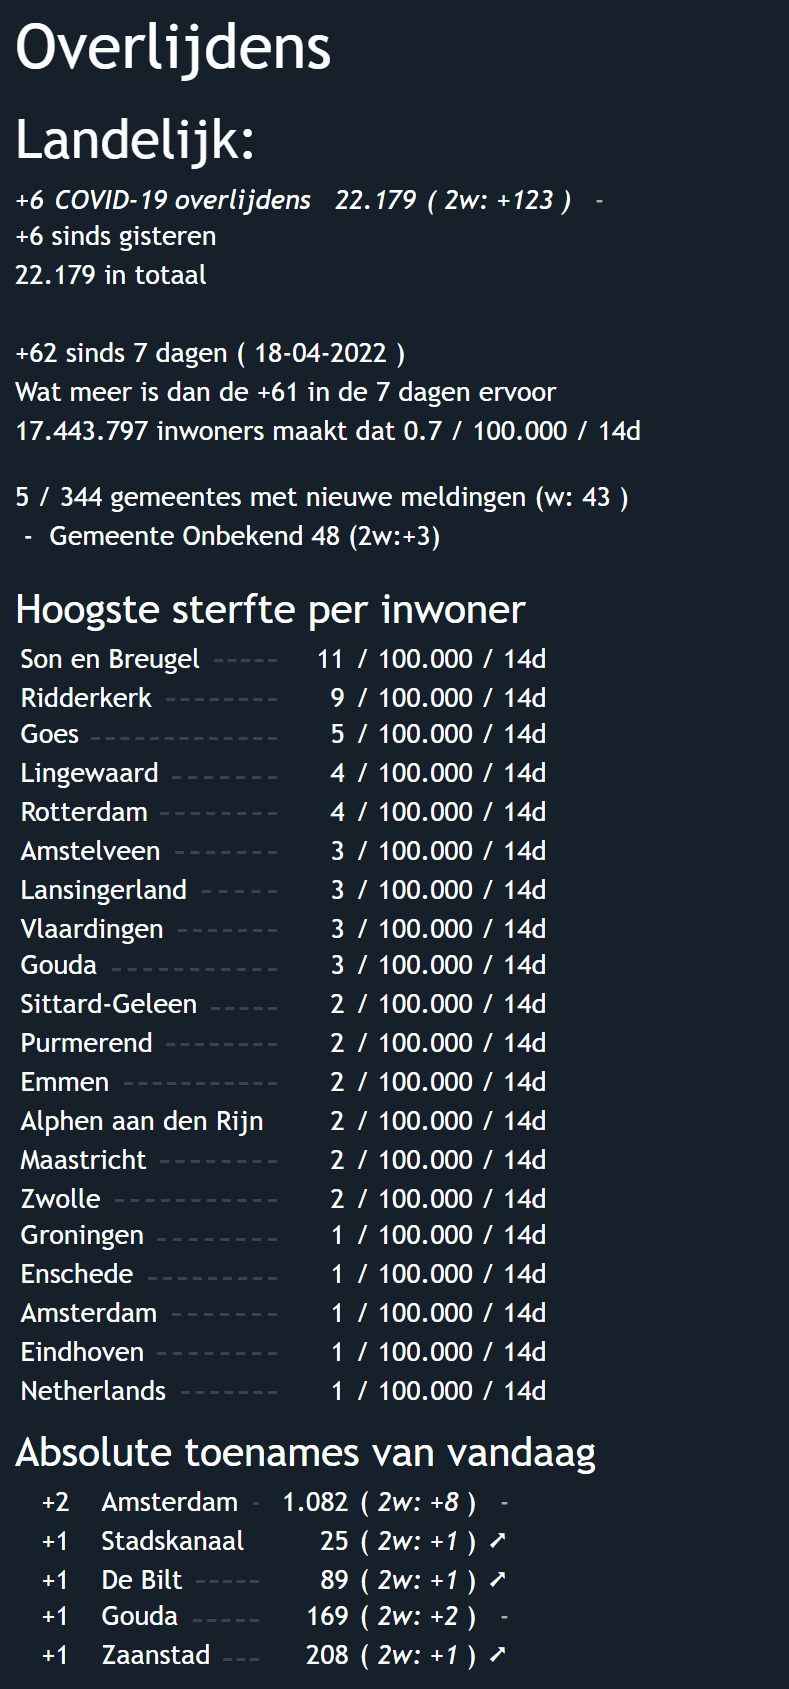 Overlijdens
Landelijk:
+6 COVID-19 overlijdens 22.179 ( 2w: +123 ) -
+6 sinds gisteren
22.179 in totaal
+62 sinds 7 dagen ( 18-04-2022 )
Wat meer is dan de +61 in de 7 dagen ervoor
17.443.797 inwoners maakt dat 0.7 / 100.000 / 14d
5 / 344 gemeentes met nieuwe meldingen (w: 43 )
- Gemeente Onbekend 48 (2w:+3)
Hoogste sterfte per inwoner
Son en Breugel ----- 11 / 100.000 / 14d
Ridderkerk -------- 9 / 100.000 / 14d
Goes ------------- 5 / 100.000 / 14d
Lingewaard ------- 4 / 100.000 / 14d
Rotterdam -------- 4 / 100.000 / 14d
Amstelveen ------- 3 / 100.000 / 14d
Lansingerland ----- 3 / 100.000 / 14d
Vlaardingen ------- 3 / 100.000 / 14d
Gouda ------------ 3 / 100.000 / 14d
Sittard-Geleen ----- 2 / 100.000 / 14d
Purmerend -------- 2 / 100.000 / 14d
Emmen ----------- 2 / 100.000 / 14d
Alphen aan den Rijn 2 / 100.000 / 14d
Maastricht -------- 2 / 100.000 / 14d
Zwolle ----------- 2 / 100.000 / 14d
Groningen -------- 1 / 100.000 / 14d
Enschede --------- 1 / 100.000 / 14d
Amsterdam ------- 1 / 100.000 / 14d
Eindhoven -------- 1 / 100.000 / 14d
Netherlands ------- 1 / 100.000 / 14d
Absolute toenames van vandaag
+2 Amsterdam - 1.082 ( 2w: +8 ) -
+1 Stadskanaal 25 ( 2w: +1 ) ➚
+1 De Bilt ----- 89 ( 2w: +1 ) ➚
+1 Gouda ----- 169 ( 2w: +2 ) -
+1 Zaanstad --- 208 ( 2w: +1 ) ➚